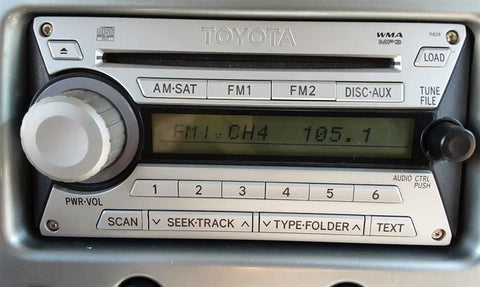 TOYOTA
WMA
MP3
11826
LOAD
AM·SAT FM1 FM2 DISC·AUX
TUNE
FILE
FM1 ST CH4 105.1
AUDIO CTRL
PUSH
1 2 3 4 5 6
PWR·VOL
SCAN ∨ SEEK·TRACK ∧ ∨ TYPE·FOLDER ∧ TEXT